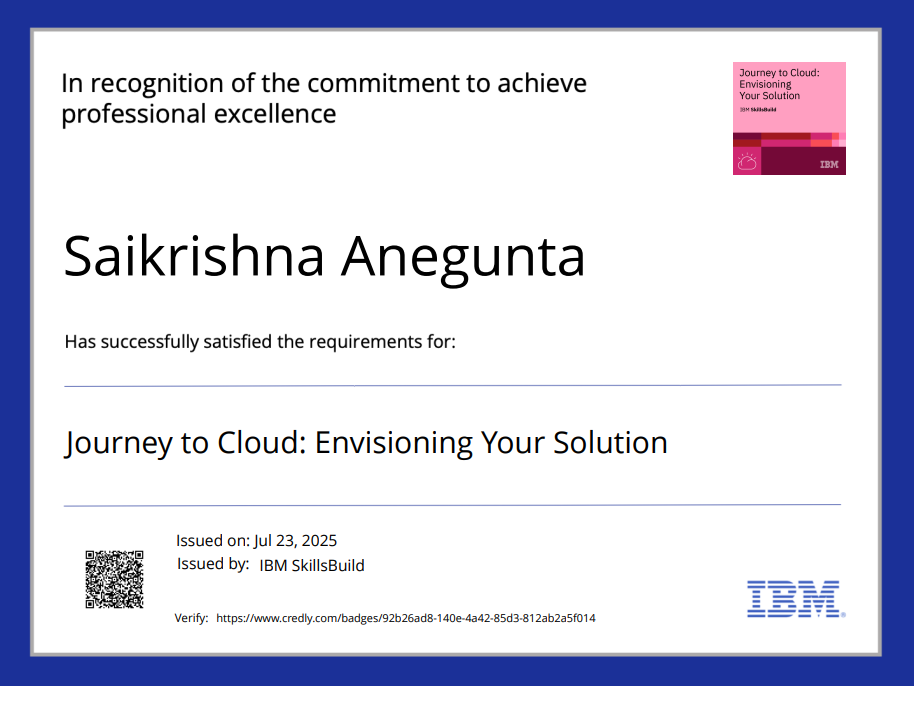 In recognition of the commitment to achieve
professional excellence
Journey to Cloud:
Envisioning
Your Solution
IBM SkillsBuild
IBM
Saikrishna Anegunta
Has successfully satisfied the requirements for:
Journey to Cloud: Envisioning Your Solution
Issued on: Jul 23, 2025
Issued by: IBM SkillsBuild
Verify: https://www.credly.com/badges/92b26ad8-140e-4a42-85d3-812ab2a5f014
IBM®